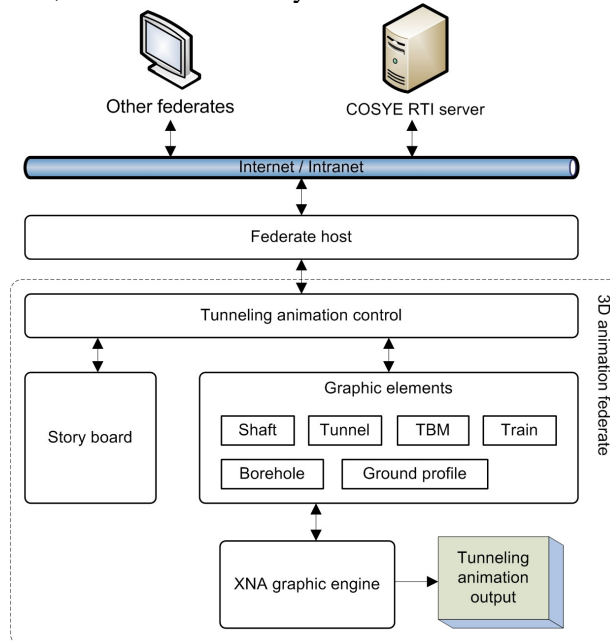 Other federates
COSYE RTI server
Internet / Intranet
Federate host
Tunneling animation control
3D animation federate
Story board
Graphic elements
Shaft
Tunnel
TBM
Train
Borehole
Ground profile
XNA graphic engine
Tunneling
animation
output